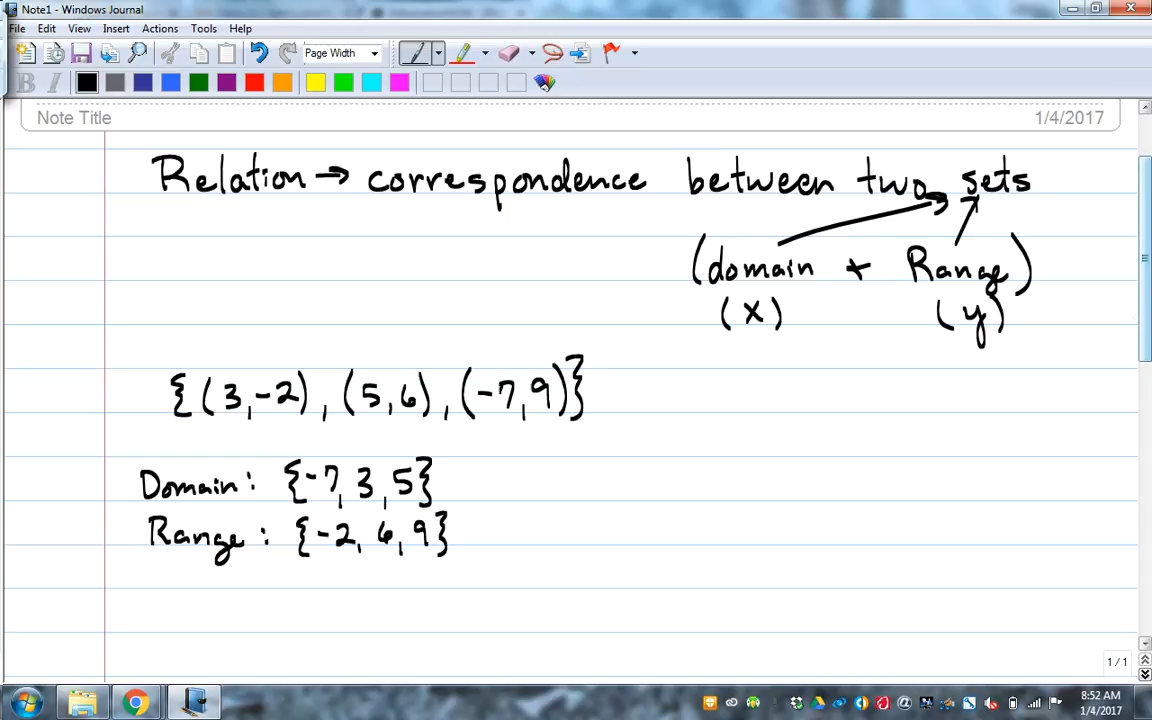 Note1 - Windows Journal
File Edit View Insert Actions Tools Help
Page Width
B I
Note Title 1/4/2017
Relation → correspondence between two sets
(domain + Range)
(x) (y)
{(3,-2), (5,6), (-7,9)}
Domain: {-7, 3, 5}
Range: {-2, 6, 9}
1/1
8:52 AM
1/4/2017